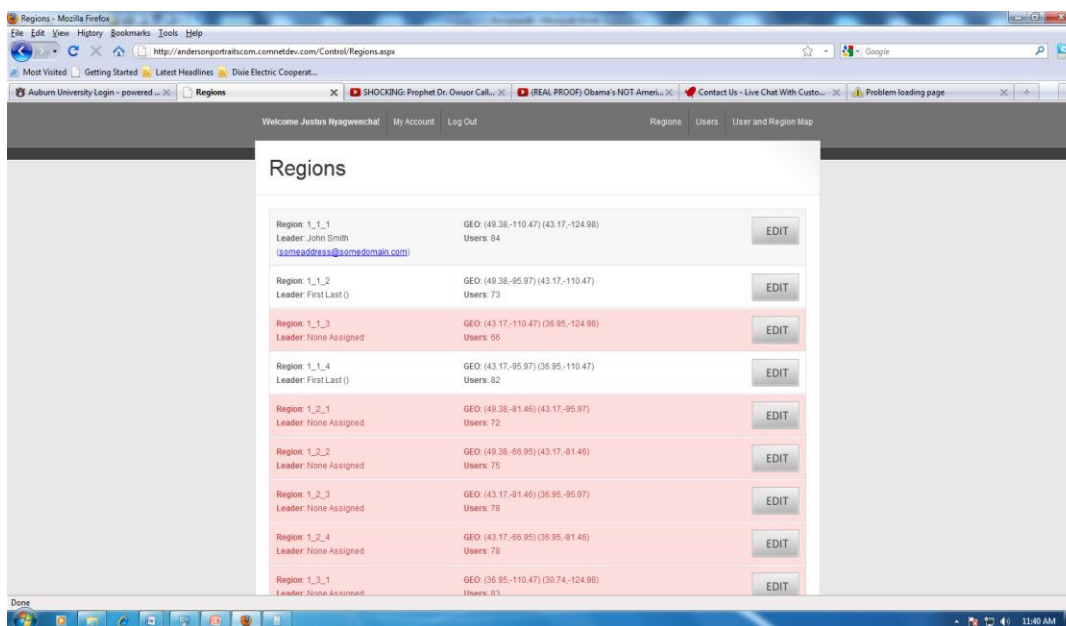 Regions - Mozilla Firefox
File Edit View History Bookmarks Tools Help
http://andersonportraitscom.comnetdev.com/Control/Regions.aspx
Google
Most Visited Getting Started Latest Headlines Dixie Electric Cooperat...
Auburn University Login - powered ... Regions SHOCKING: Prophet Dr. Owuor Call... (REAL PROOF) Obama's NOT Ameri... Contact Us - Live Chat With Custo... Problem loading page
Welcome Justus Nyagwencha! My Account Log Out Regions Users User and Region Map
Regions
Region: 1_1_1 GEO: (49.38,-110.47) (43.17,-124.98)
Leader: John Smith Users: 84
(someaddress@somedomain.com)
EDIT
Region: 1_1_2 GEO: (49.38,-95.97) (43.17,-110.47)
Leader: First Last () Users: 73
EDIT
Region: 1_1_3 GEO: (43.17,-110.47) (36.95,-124.98)
Leader: None Assigned Users: 66
EDIT
Region: 1_1_4 GEO: (43.17,-95.97) (36.95,-110.47)
Leader: First Last () Users: 82
EDIT
Region: 1_2_1 GEO: (49.38,-81.46) (43.17,-95.97)
Leader: None Assigned Users: 72
EDIT
Region: 1_2_2 GEO: (49.38,-66.95) (43.17,-81.46)
Leader: None Assigned Users: 75
EDIT
Region: 1_2_3 GEO: (43.17,-81.46) (36.95,-95.97)
Leader: None Assigned Users: 78
EDIT
Region: 1_2_4 GEO: (43.17,-66.95) (36.95,-81.46)
Leader: None Assigned Users: 78
EDIT
Region: 1_3_1 GEO: (36.95,-110.47) (30.74,-124.98)
Leader: None Assigned Users: 83
EDIT
Done
11:40 AM